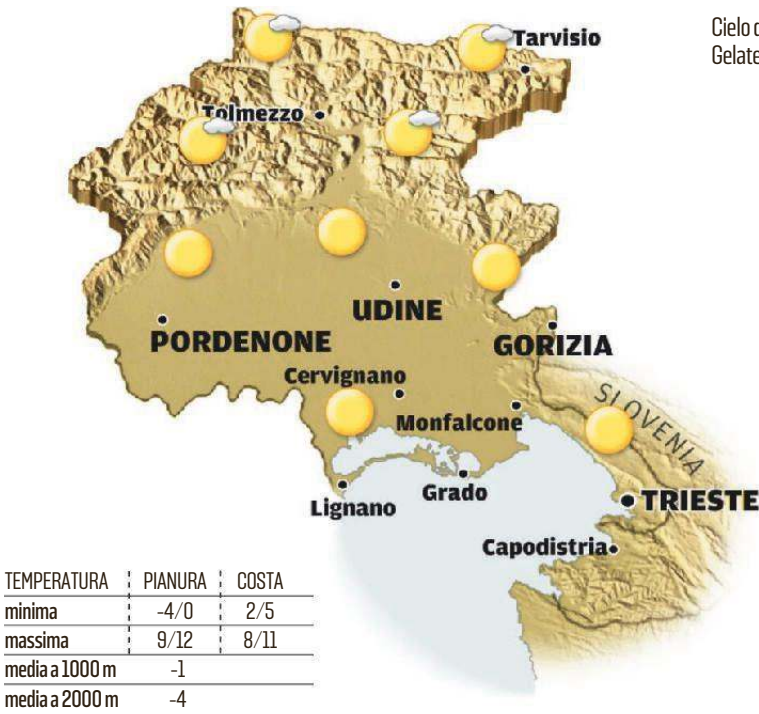 Cielo
Gelate
Tarvisio
Tolmezzo
UDINE
PORDENONE
GORIZIA
Cervignano
SLOVENIA
Monfalcone
Grado
Lignano
TRIESTE
Capodistria
TEMPERATURA PIANURA COSTA
minima -4/0 2/5
massima 9/12 8/11
media a 1000 m -1
media a 2000 m -4